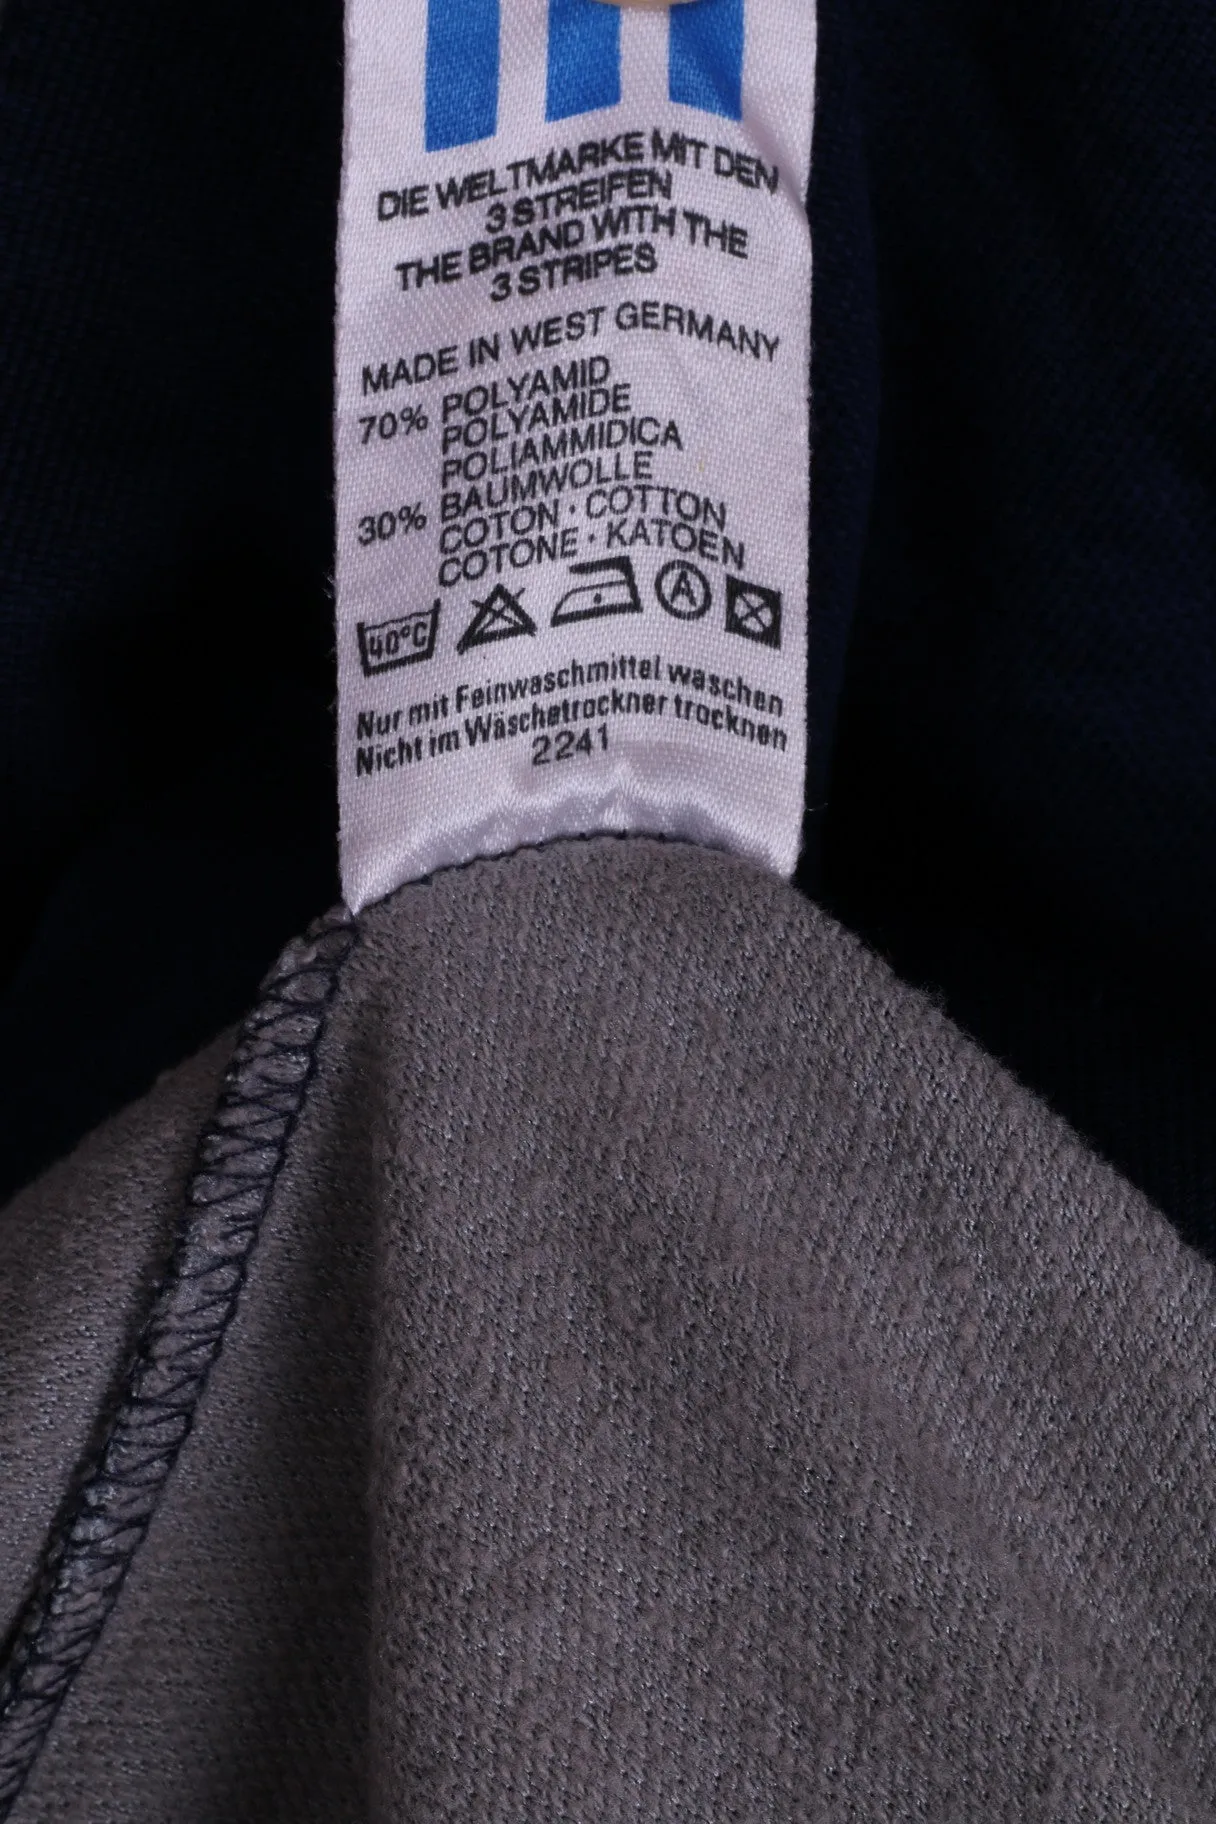 DIE WELTMARKE MIT DEN
3 STREIFEN
THE BRAND WITH THE
3 STRIPES
MADE IN WEST GERMANY
70% POLYAMID
POLYAMIDE
POLIAMMIDICA
30% BAUMWOLLE
COTON · COTTON
COTONE · KATOEN
40°C A
Nur mit Feinwaschmittel waschen
Nicht im Wäschetrockner trocknen
2241